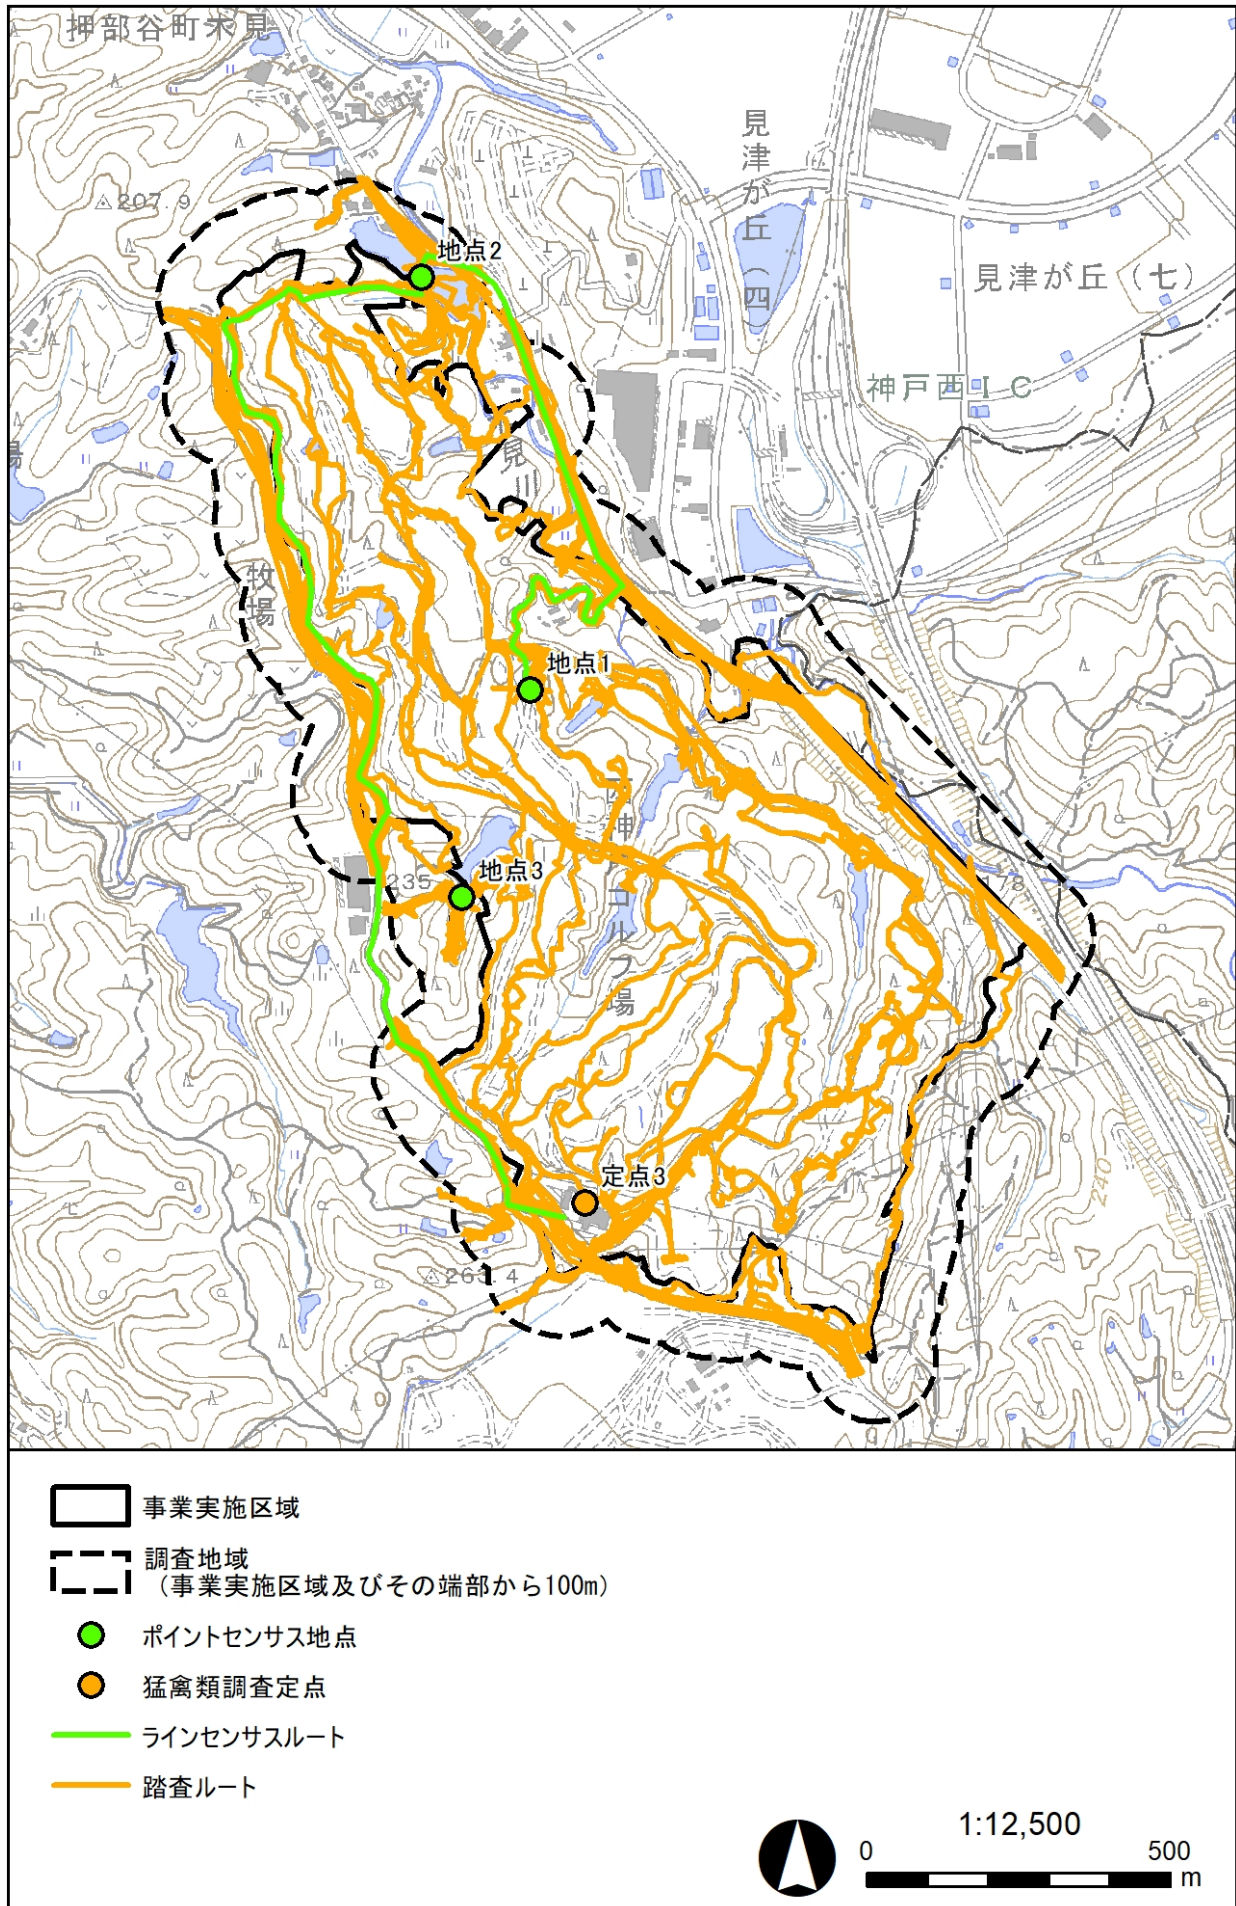 押部谷町木見
見津が丘（四）
207.9
地点2
見津が丘（七）
神戸西IC
見川
牧場
地点1
西神戸ゴルフ場
235
地点3
178
定点3
240
263.4
事業実施区域
調査地域
（事業実施区域及びその端部から100m）
ポイントセンサス地点
猛禽類調査定点
ラインセンサスルート
踏査ルート
1:12,500
0
500
m